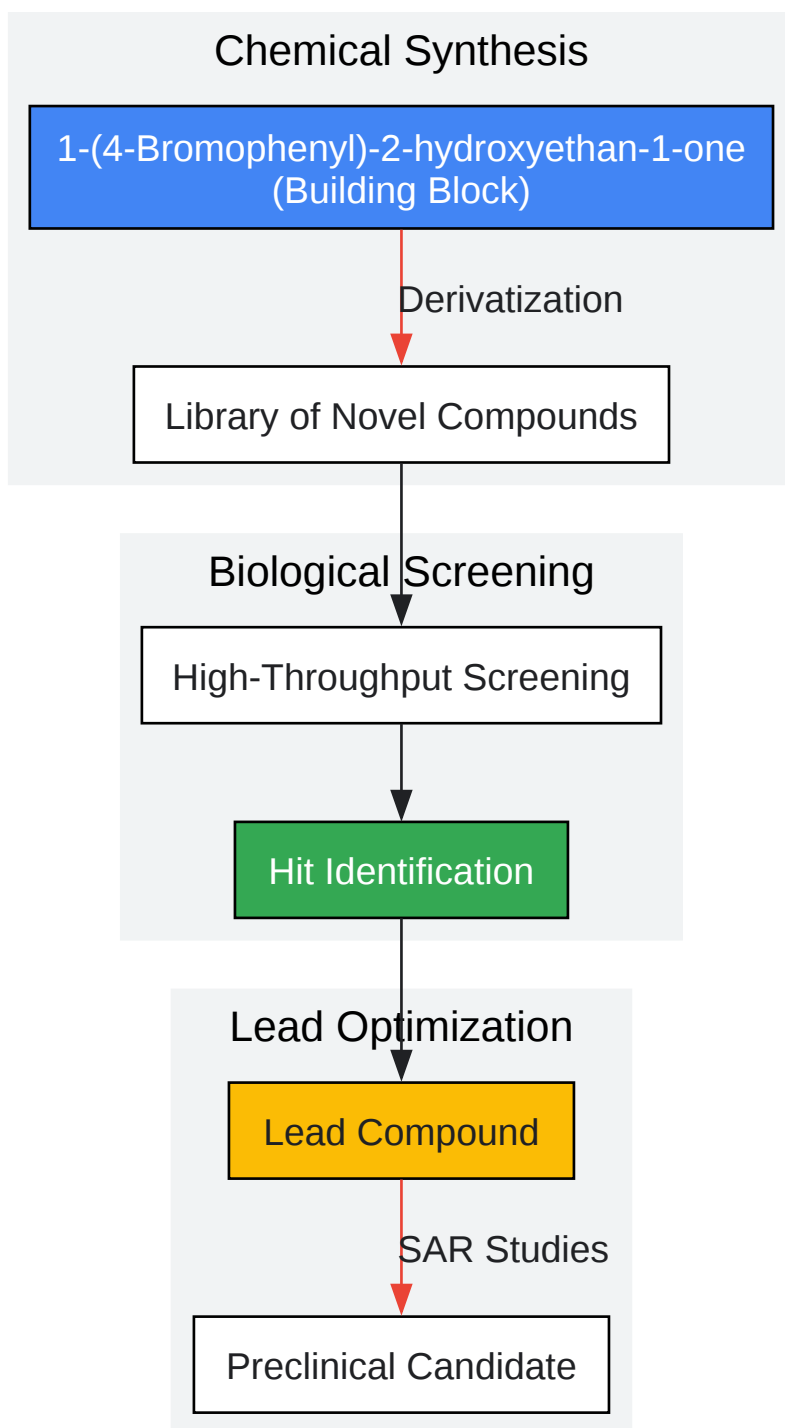 Chemical Synthesis
1-(4-Bromophenyl)-2-hydroxyethan-1-one
(Building Block)
Derivatization
Library of Novel Compounds
Biological Screening
High-Throughput Screening
Hit Identification
Lead Optimization
Lead Compound
SAR Studies
Preclinical Candidate